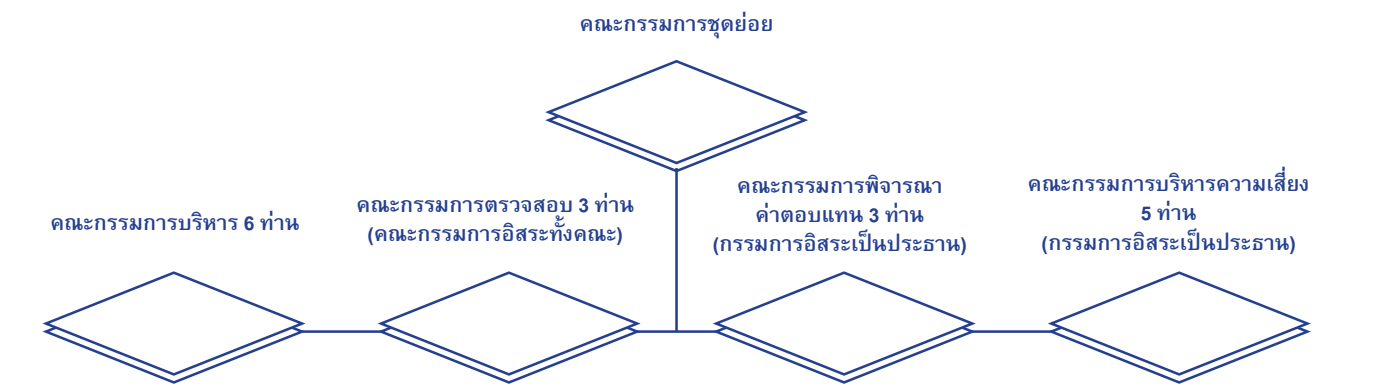 คณะกรรมการชุดย่อย
คณะกรรมการบริหาร 6 ท่าน
คณะกรรมการตรวจสอบ 3 ท่าน
(คณะกรรมการอิสระทั้งคณะ)
คณะกรรมการพิจารณา
ค่าตอบแทน 3 ท่าน
(กรรมการอิสระเป็นประธาน)
คณะกรรมการบริหารความเสี่ยง
5 ท่าน
(กรรมการอิสระเป็นประธาน)